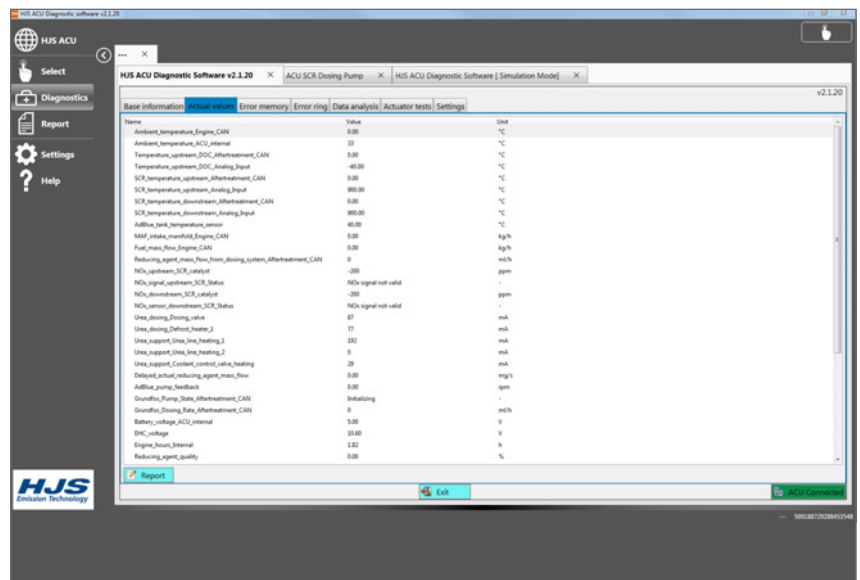 HJS ACU Diagnostic software v2.1.20
HJS ACU
Select
Diagnostics
Report
Settings
Help
--- ×
HJS ACU Diagnostic Software v2.1.20 × ACU SCR Dosing Pump × HJS ACU Diagnostic Software [ Simulation Mode] ×
v2.1.20
Base information Actual values Error memory Error ring Data analysis Actuator tests Settings
Name Value Unit
Ambient_temperature_Engine_CAN 0.00 °C
Ambient_temperature_ACU_internal 33 °C
Temperature_upstream_DOC_Aftertreatment_CAN 0.00 °C
Temperature_upstream_DOC_Analog_Input -40.00 °C
SCR_temperature_upstream_Aftertreatment_CAN 0.00 °C
SCR_temperature_upstream_Analog_Input 900.00 °C
SCR_temperature_downstream_Aftertreatment_CAN 0.00 °C
SCR_temperature_downstream_Analog_Input 900.00 °C
AdBlue_tank_temperature_sensor 40.00 °C
MAF_intake_manifold_Engine_CAN 0.00 kg/h
Fuel_mass_flow_Engine_CAN 0.00 kg/h
Reducing_agent_mass_flow_from_dosing_system_Aftertreatment_CAN 0 ml/h
NOx_upstream_SCR_catalyst -200 ppm
NOx_signal_upstream_SCR_Status NOx signal not valid -
NOx_downstream_SCR_catalyst -200 ppm
NOx_sensor_downstream_SCR_Status NOx signal not valid -
Urea_dosing_Dosing_valve 87 mA
Urea_dosing_Defrost_heater_1 77 mA
Urea_support_Urea_line_heating_1 192 mA
Urea_support_Urea_line_heating_2 0 mA
Urea_support_Coolant_control_valve_heating 29 mA
Delayed_actual_reducing_agent_mass_flow 0.00 mg/s
AdBlue_pump_feedback 0.00 rpm
Grundfos_Pump_State_Aftertreatment_CAN Initializing -
Grundfos_Dosing_Rate_Aftertreatment_CAN 0 ml/h
Battery_voltage_ACU_internal 5.00 V
EHC_voltage 10.60 V
Engine_hours_Internal 1.82 h
Reducing_agent_quality 0.00 %
Report
HJS
Emission Technology
Exit
ACU Connected
--- 509188729288453548